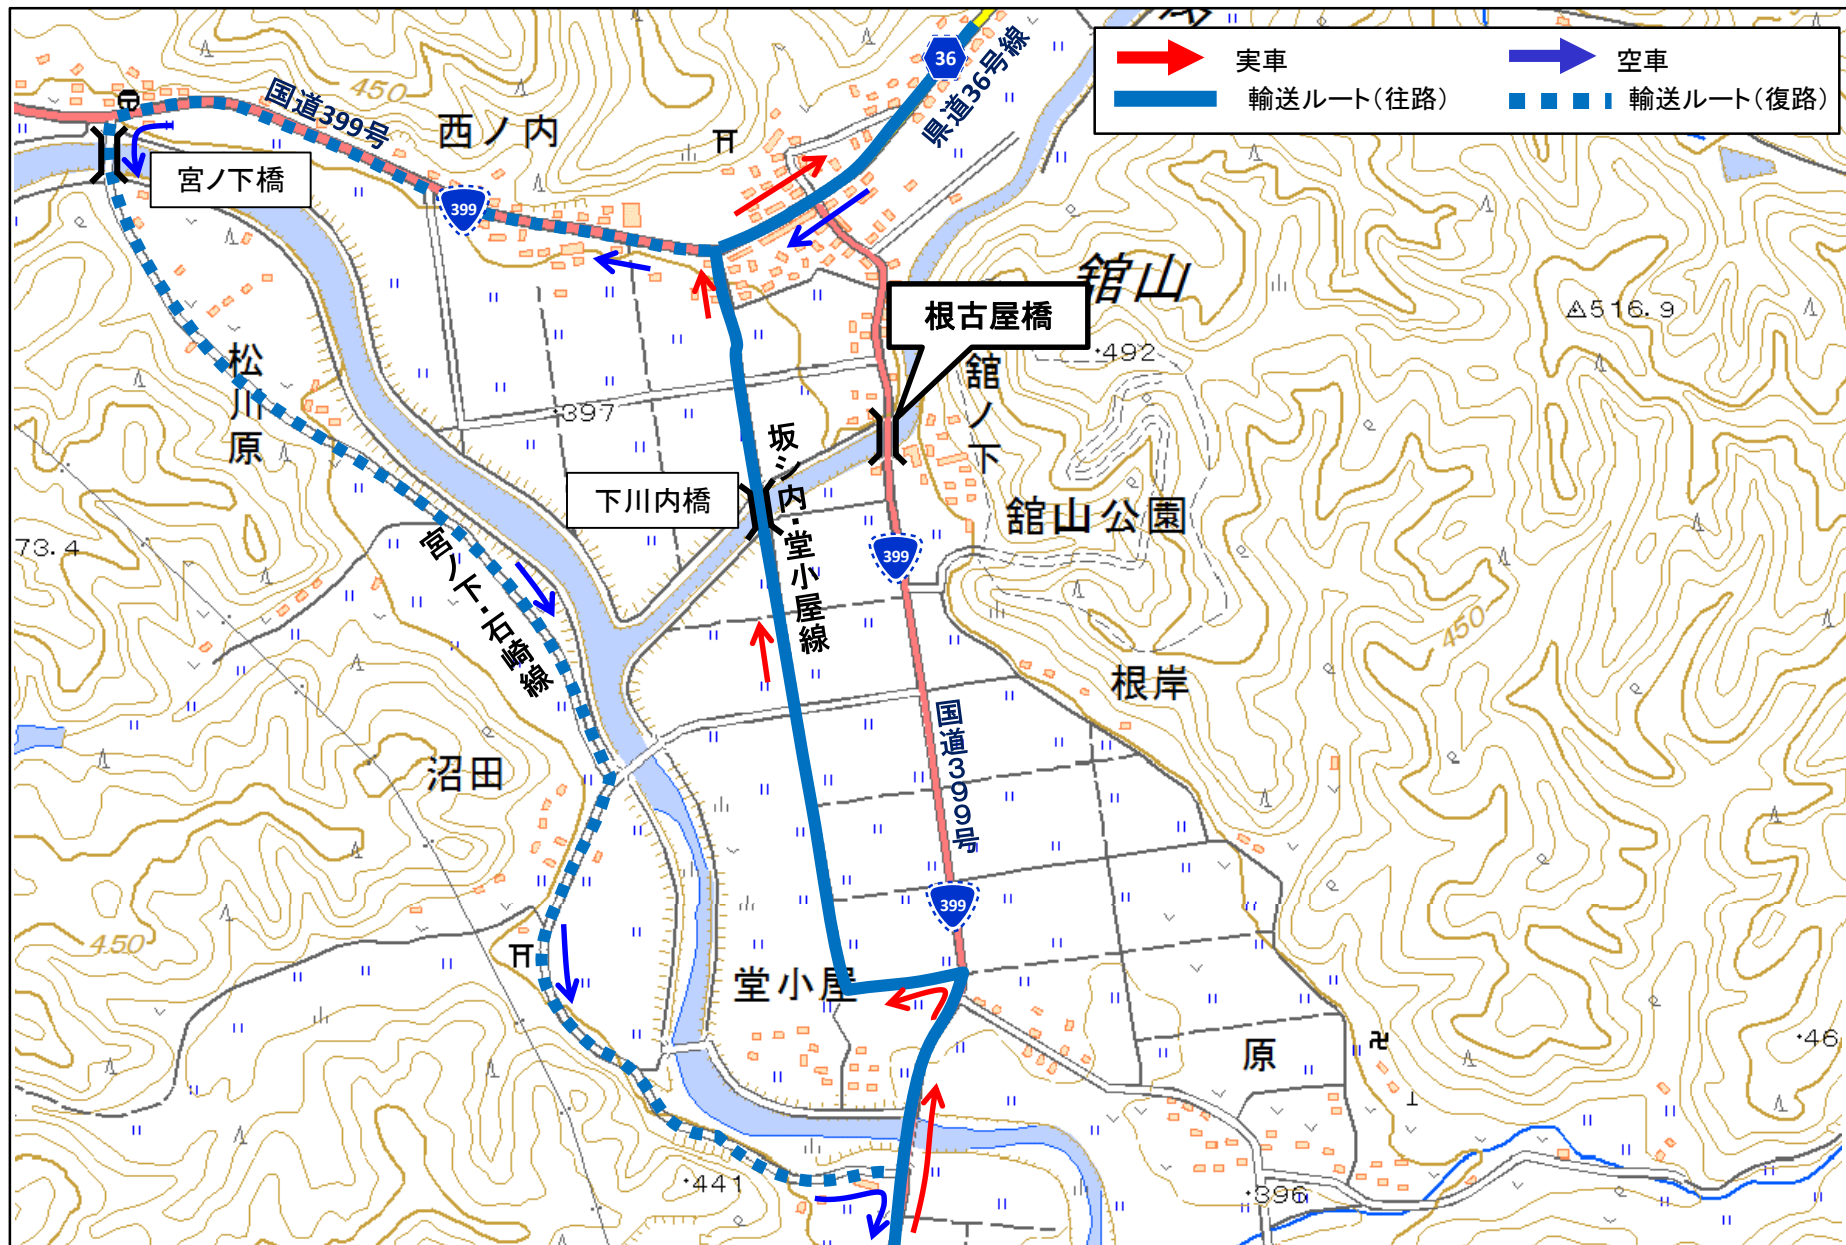 実車
空車
輸送ルート(往路)
輸送ルート(復路)
36
県道36号線
450
国道399号
西ノ内
宮ノ下橋
399
舘山
516.9
根古屋橋
492
松川原
舘ノ下
397
坂シ内・堂小屋線
下川内橋
舘山公園
73.4
宮ノ下・石崎線
399
450
根岸
国道399号
沼田
399
450
堂小屋
原
46
441
396